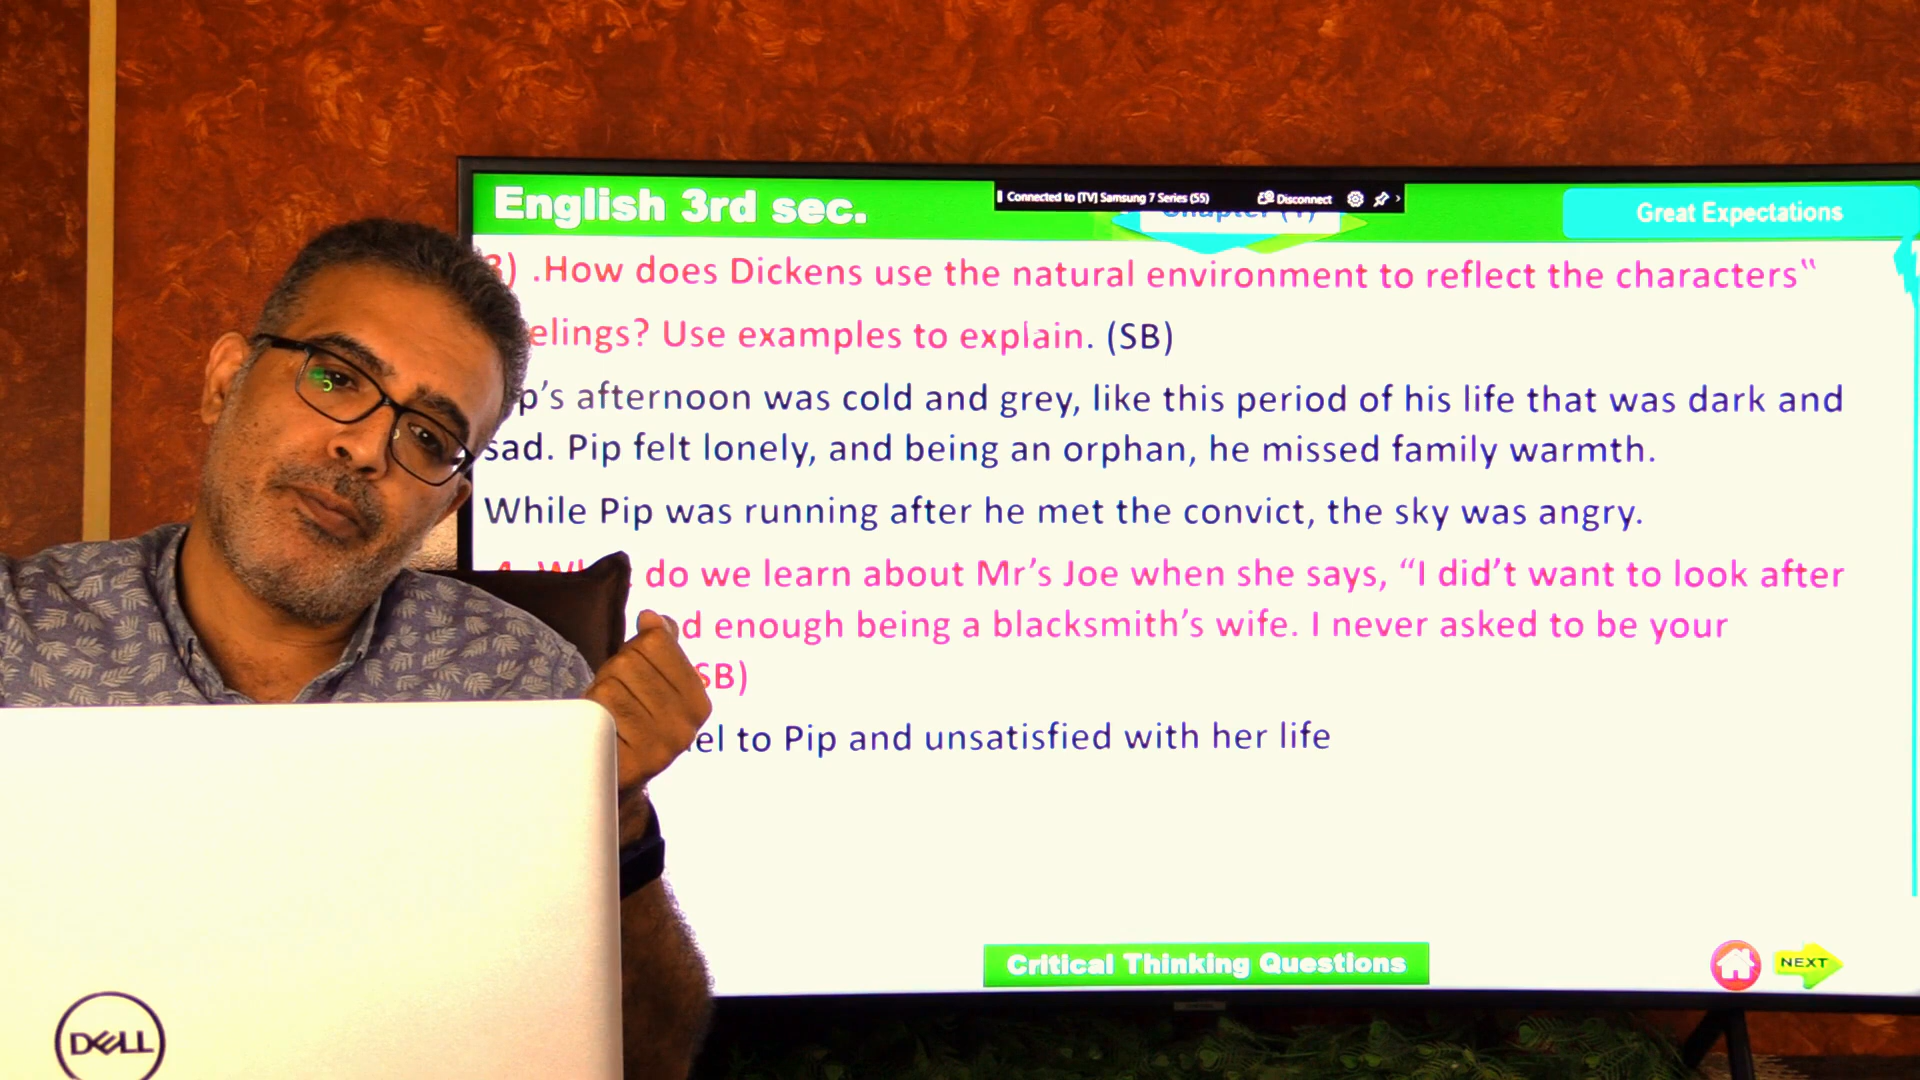 English 3rd sec.
Connected to [TV] Samsung 7 Series (55) Disconnect
Chapter (1)
Great Expectations
3) .How does Dickens use the natural environment to reflect the characters"
elings? Use examples to explain. (SB)
p’s afternoon was cold and grey, like this period of his life that was dark and
sad. Pip felt lonely, and being an orphan, he missed family warmth.
While Pip was running after he met the convict, the sky was angry.
do we learn about Mr’s Joe when she says, “I did’t want to look after
enough being a blacksmith’s wife. I never asked to be your
SB)
el to Pip and unsatisfied with her life
Critical Thinking Questions
NEXT
DELL